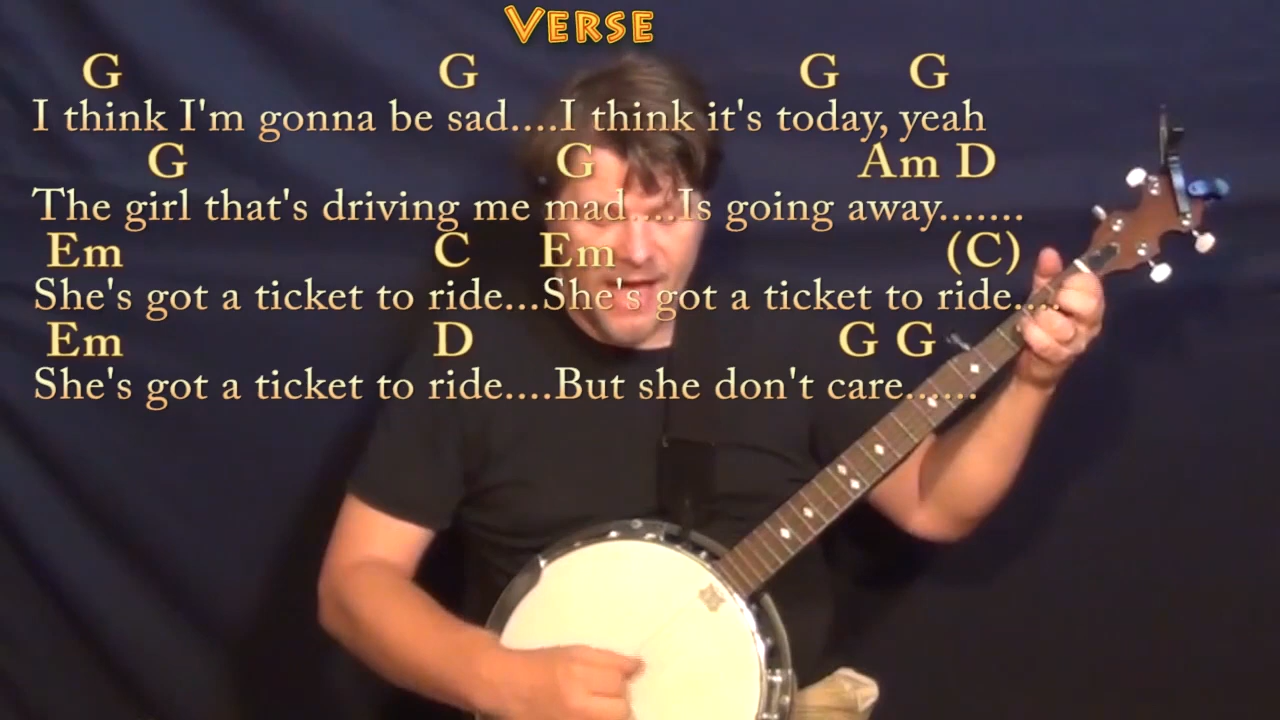 VERSE
G G G G
I think I'm gonna be sad....I think it's today, yeah
G G Am D
The girl that's driving me mad....Is going away.......
Em C Em (C)
She's got a ticket to ride...She's got a ticket to ride....
Em D G G
She's got a ticket to ride....But she don't care......